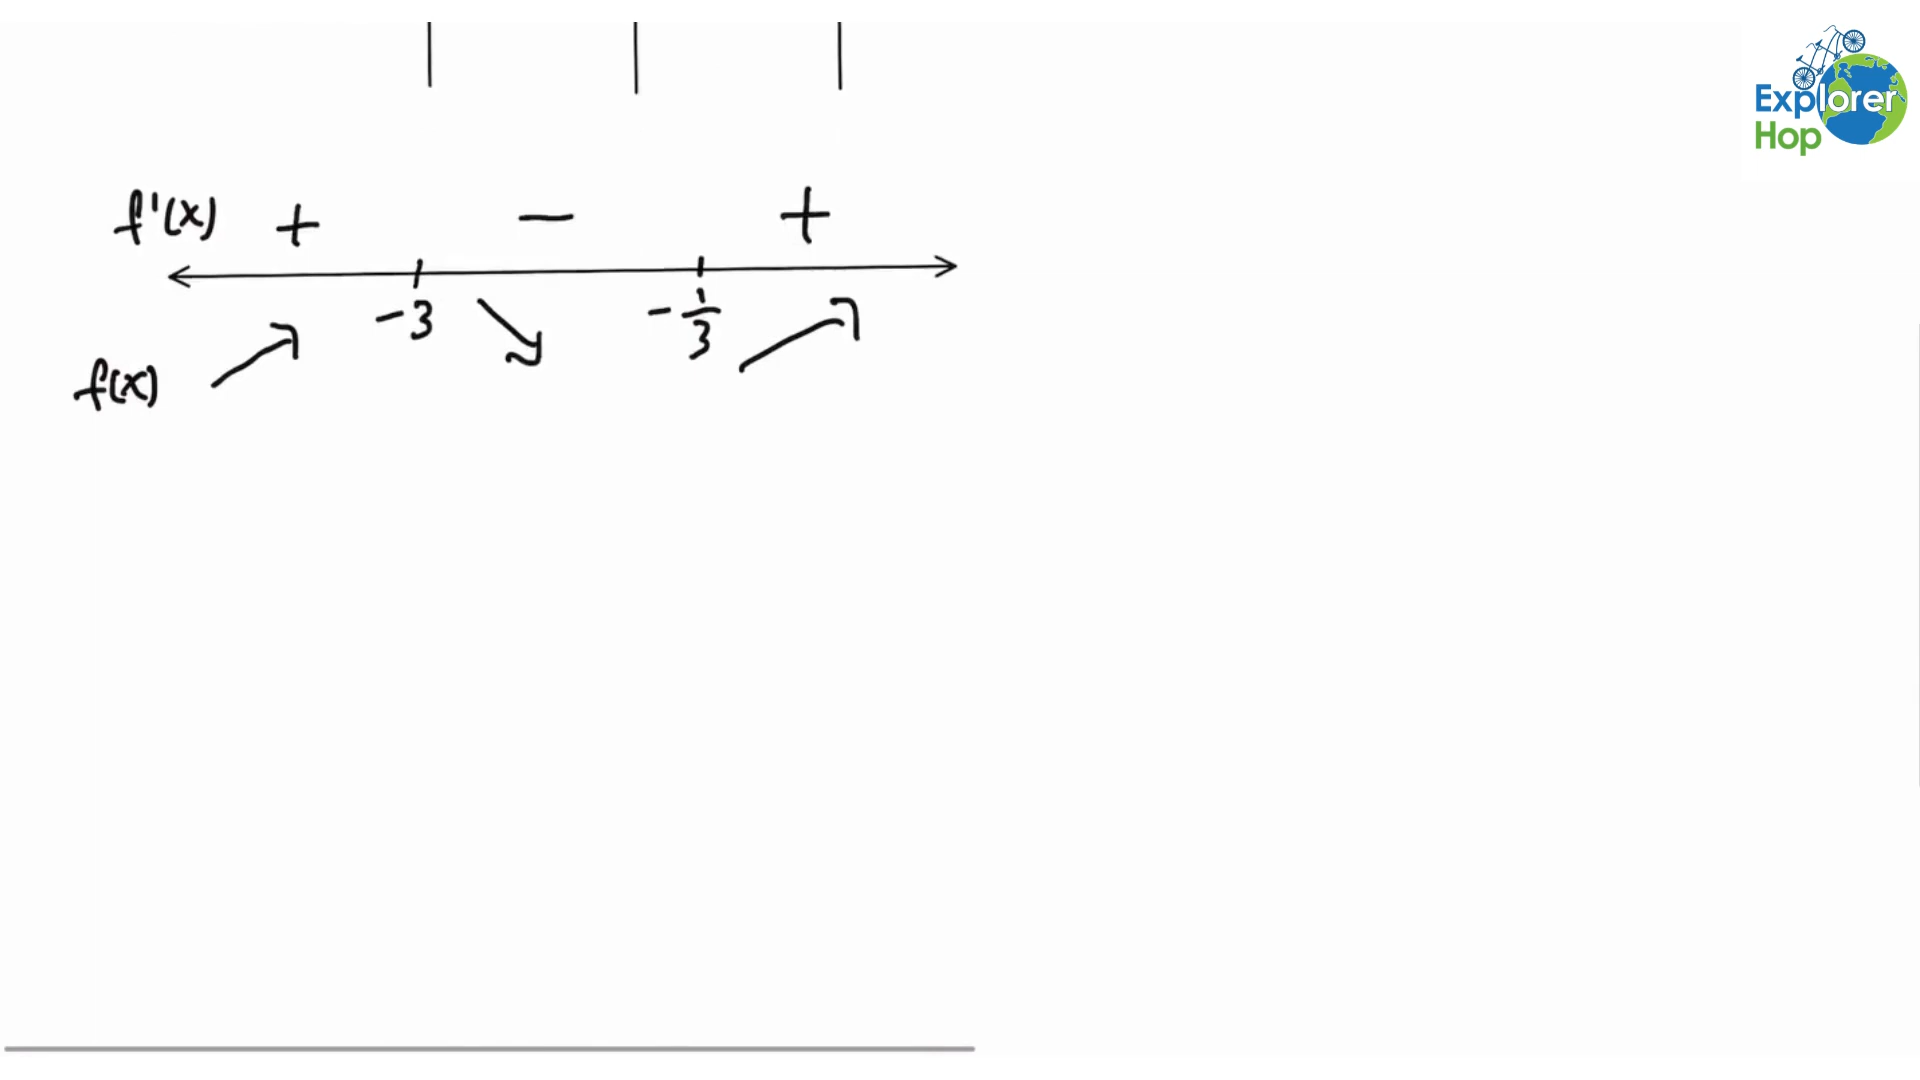 Explorer
Hop
f'(x) + − +
-3 -1/3
f(x)